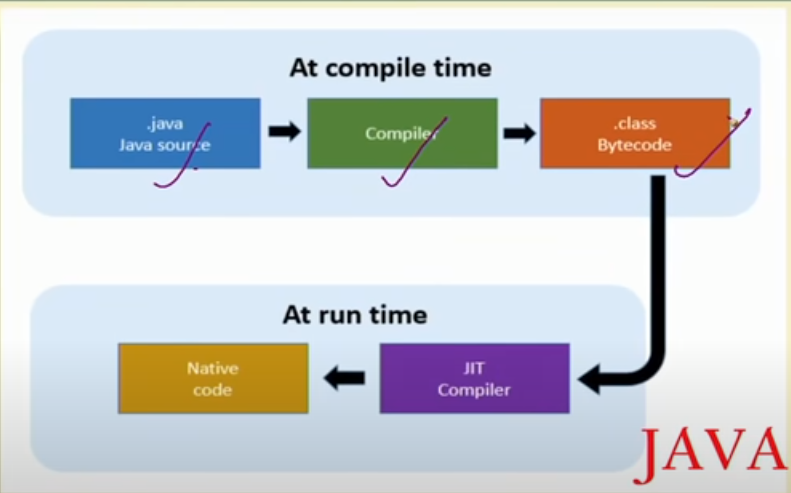 At compile time
.java
Java source
Compiler
.class
Bytecode
At run time
Native
code
JIT
Compiler
JAVA